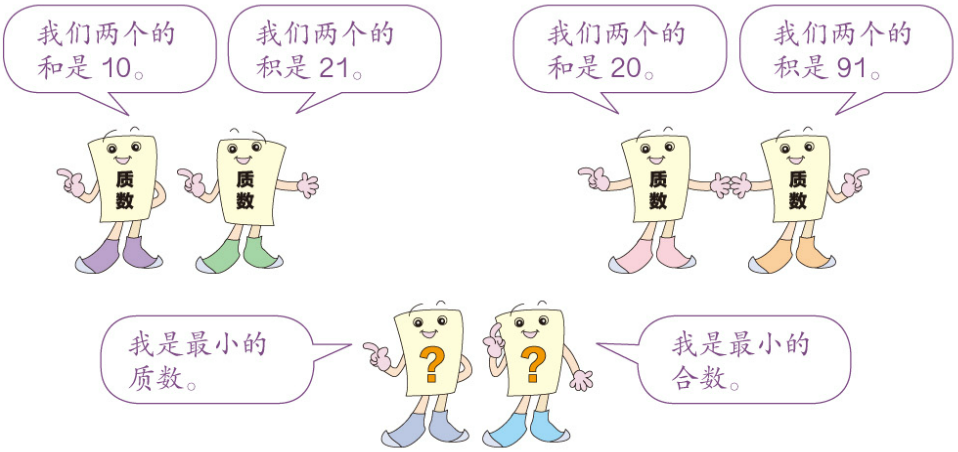 我们两个的
和是 10。
我们两个的
积是 21。
我们两个的
和是 20。
我们两个的
积是 91。
质数
质数
质数
质数
我是最小的
质数。
?
?
我是最小的
合数。